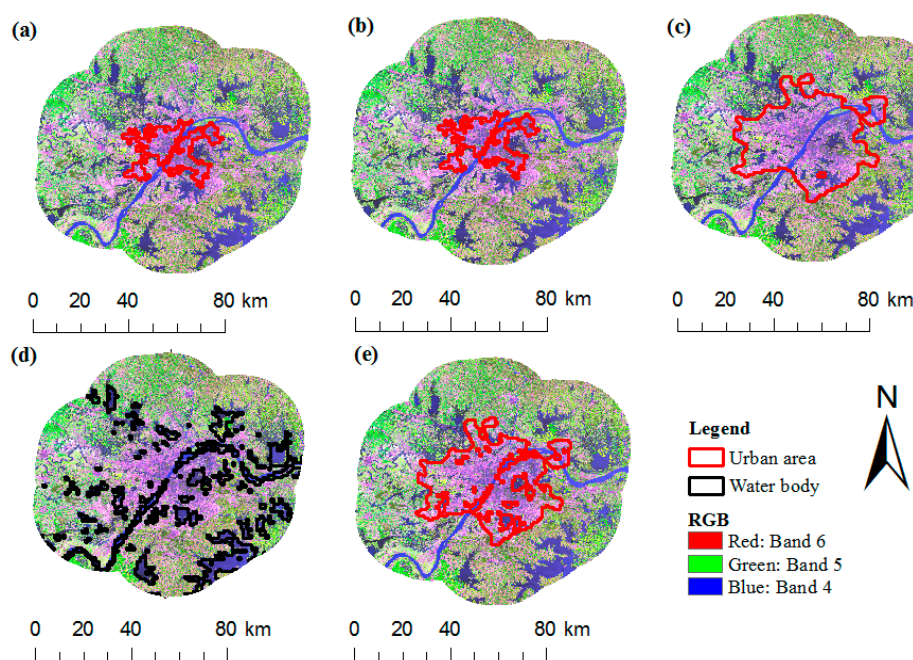 (a)
(b)
(c)
0 20 40 80 km
0 20 40 80 km
0 20 40 80 km
(d)
(e)
N
Legend
Urban area
Water body
RGB
Red: Band 6
Green: Band 5
Blue: Band 4
0 20 40 80 km
0 20 40 80 km